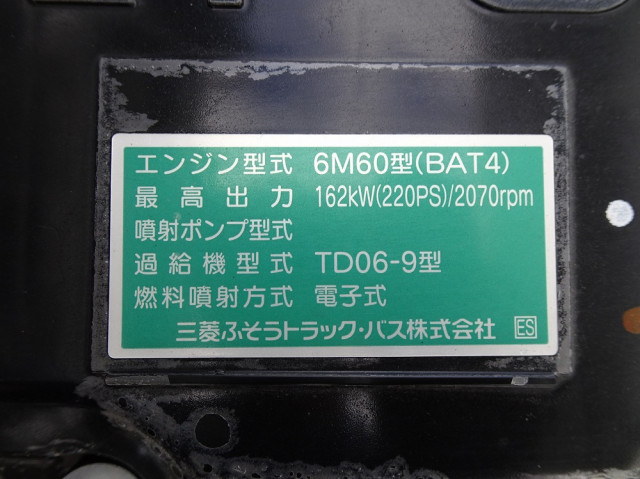 エンジン型式 6M60型(BAT4)
最高出力 162kW(220PS)/2070rpm
噴射ポンプ型式
過給機型式 TD06-9型
燃料噴射方式 電子式
三菱ふそうトラック・バス株式会社 ES